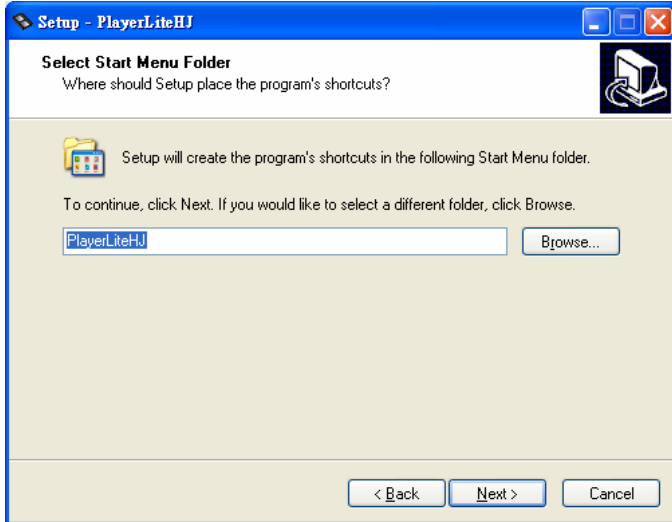 Setup - PlayerLiteHJ
Select Start Menu Folder
Where should Setup place the program's shortcuts?
Setup will create the program's shortcuts in the following Start Menu folder.
To continue, click Next. If you would like to select a different folder, click Browse.
PlayerLiteHJ
Browse...
< Back
Next >
Cancel